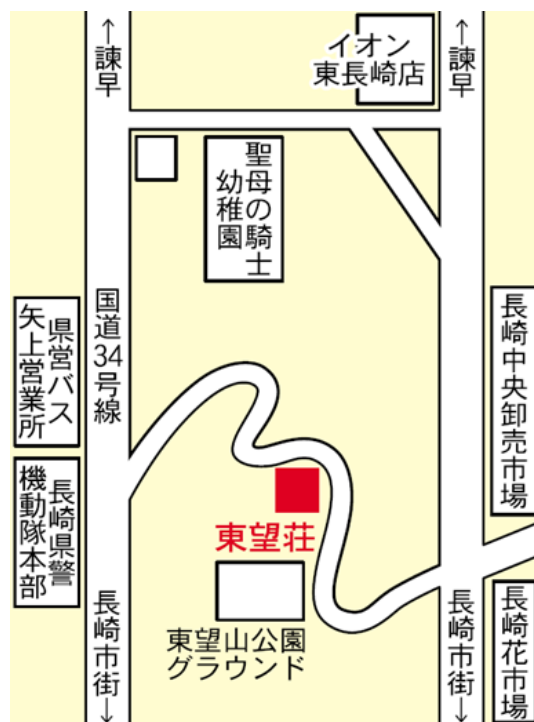 ←諫早
イオン
東長崎店
←諫早
聖母の騎士
幼稚園
国道34号線
県営バス
矢上営業所
長崎中央卸売市場
長崎県警
機動隊本部
東望荘
東望山公園
グラウンド
長崎市街→
長崎市街→
長崎花市場